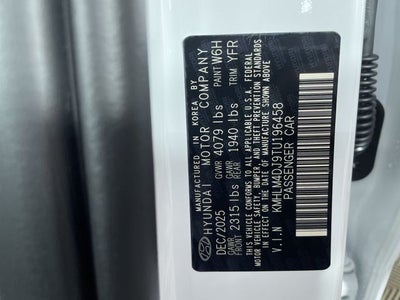 MANUFACTURED IN KOREA BY
HYUNDAI MOTOR COMPANY
DEC/2025 GVWR 4079 lbs PAINT W6H
GAWR FRONT 2315 lbs GAWR REAR 1940 lbs TRIM YFR
THIS VEHICLE CONFORMS TO ALL APPLICABLE U.S.A. FEDERAL
MOTOR VEHICLE SAFETY, BUMPER AND THEFT PREVENTION STANDARDS
IN EFFECT ON THE DATE OF MANUFACTURE SHOWN ABOVE
V.I.N KMHLM4DJ9TU196458
PASSENGER CAR